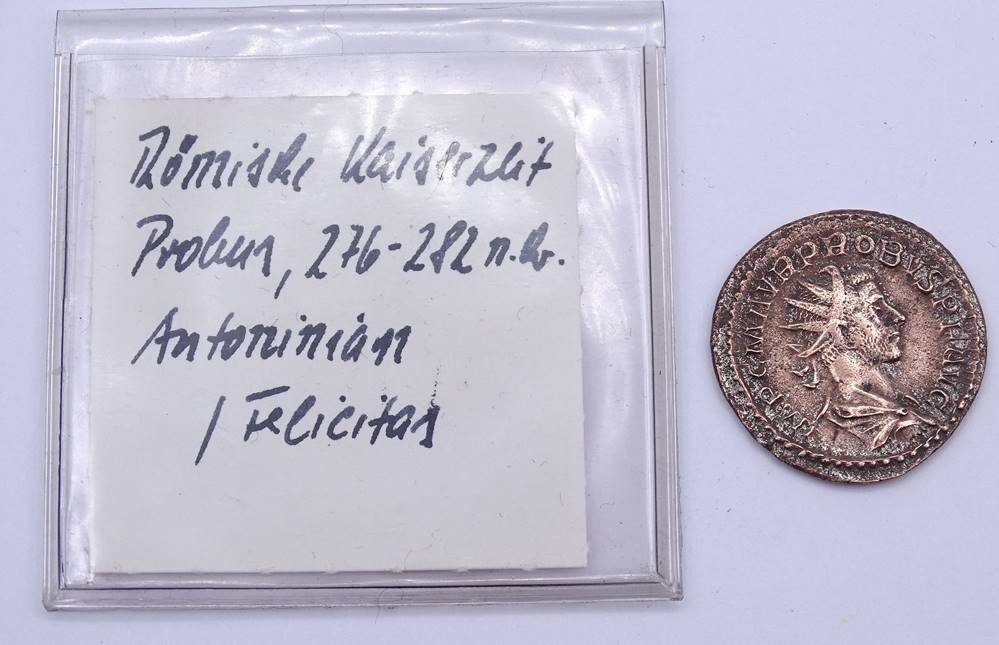 Römische Kaiserzeit
Probus, 276-282 n. Chr.
Antoninian
/ Felicitas
IMP C M AVR PROBVS P F AVG